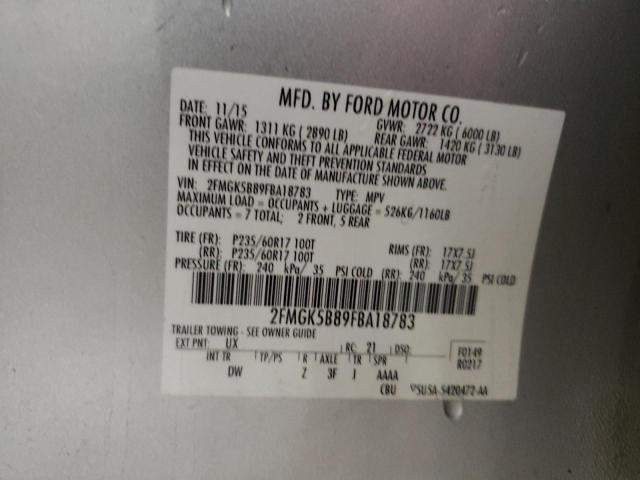 MFD. BY FORD MOTOR CO.
DATE: 11/15 GVWR: 2722 KG (6000 LB)
FRONT GAWR: 1311 KG (2890 LB) REAR GAWR: 1420 KG (3130 LB)
THIS VEHICLE CONFORMS TO ALL APPLICABLE FEDERAL MOTOR
VEHICLE SAFETY AND THEFT PREVENTION STANDARDS
IN EFFECT ON THE DATE OF MANUFACTURE SHOWN ABOVE.
VIN: 2FMGK5B89FBA18783 TYPE: MPV
MAXIMUM LOAD = OCCUPANTS + LUGGAGE = 526KG/1160LB
OCCUPANTS = 7 TOTAL; 2 FRONT, 5 REAR
TIRE (FR): P235/60R17 100T RIMS (FR): 17X7.5J
(RR): P235/60R17 100T (RR): 17X7.5J
PRESSURE (FR): 240 kPa/ 35 PSI COLD (RR): 240 kPa/ 35 PSI COLD
2FMGK5B89FBA18783
TRAILER TOWING - SEE OWNER GUIDE
EXT PNT: UX RC: 21 DSO: F0149
INT TR TP/PS R AXLE TR SPR R0217
DW Z 3F J AAAA
CBU SUSA-5420472-AA